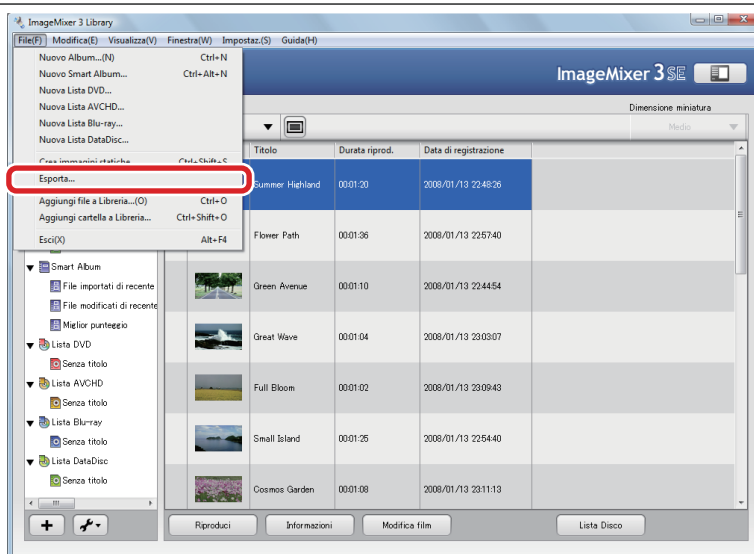 ImageMixer 3 Library
File(F) Modifica(E) Visualizza(V) Finestra(W) Impostaz.(S) Guida(H)
Nuovo Album...(N) Ctrl+N
Nuovo Smart Album... Ctrl+Alt+N
Nuova Lista DVD...
Nuova Lista AVCHD...
Nuova Lista Blu-ray...
Nuova Lista DataDisc...
Crea immagini statiche Ctrl+Shift+S
Esporta...
Aggiungi file a Libreria...(O) Ctrl+O
Aggiungi cartella a Libreria... Ctrl+Shift+O
Esci(X) Alt+F4
ImageMixer 3 SE
Dimensione miniatura
Medio
Titolo Durata riprod. Data di registrazione
Summer Highland 00:01:20 2008/01/13 22:48:26
Flower Path 00:01:36 2008/01/13 22:57:40
Green Avenue 00:01:10 2008/01/13 22:44:54
Great Wave 00:01:04 2008/01/13 23:03:07
Full Bloom 00:01:02 2008/01/13 23:09:43
Small Island 00:01:25 2008/01/13 22:54:40
Cosmos Garden 00:01:08 2008/01/13 23:11:13
Smart Album
File importati di recente
File modificati di recente
Miglior punteggio
Lista DVD
Senza titolo
Lista AVCHD
Senza titolo
Lista Blu-ray
Senza titolo
Lista DataDisc
Senza titolo
Riproduci Informazioni Modifica film Lista Disco